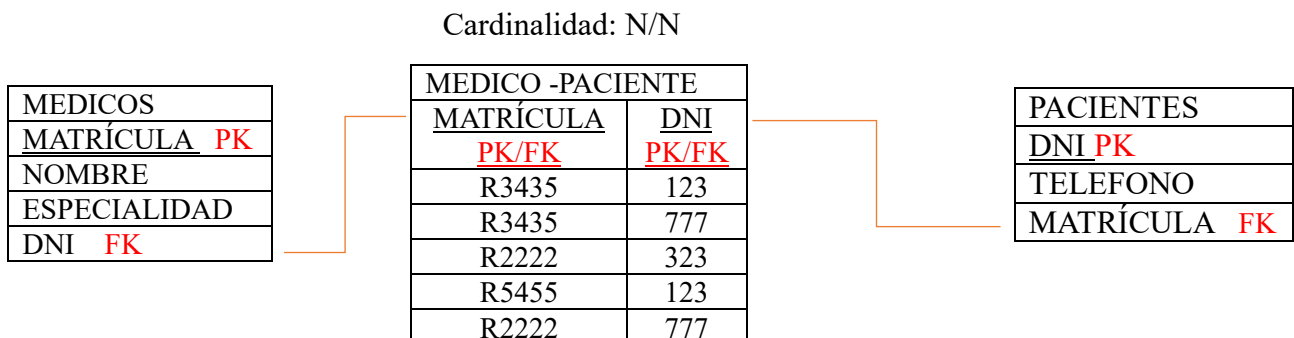 Cardinalidad: N/N
MEDICOS
MATRÍCULA PK
NOMBRE
ESPECIALIDAD
DNI FK
MEDICO -PACIENTE
MATRÍCULA PK/FK
DNI PK/FK
R3435 123
R3435 777
R2222 323
R5455 123
R2222 777
PACIENTES
DNI PK
TELEFONO
MATRÍCULA FK